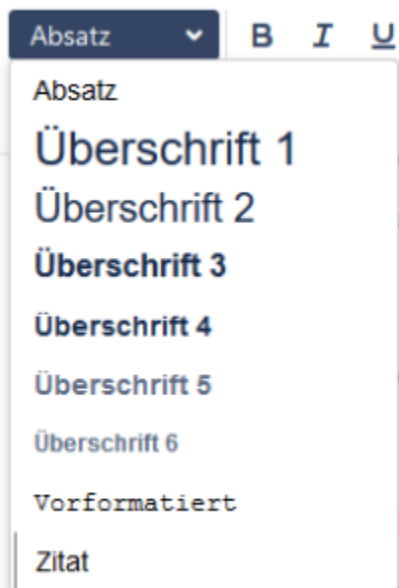 Absatz B I U
Absatz
Überschrift 1
Überschrift 2
Überschrift 3
Überschrift 4
Überschrift 5
Überschrift 6
Vorformatiert
Zitat